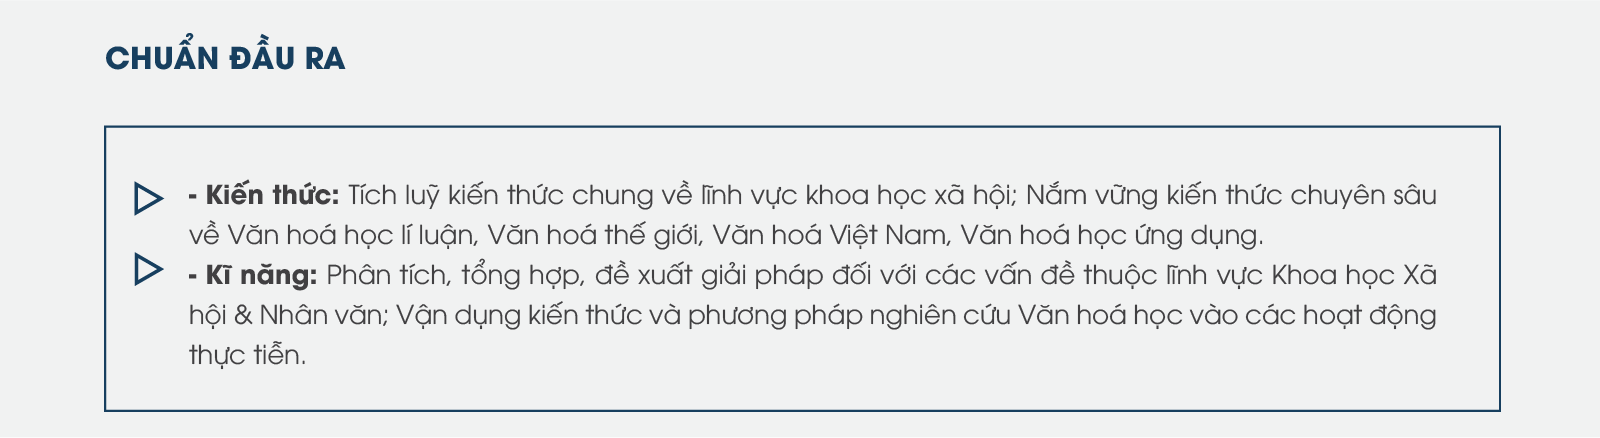 CHUẨN ĐẦU RA
- Kiến thức: Tích luỹ kiến thức chung về lĩnh vực khoa học xã hội; Nắm vững kiến thức chuyên sâu
về Văn hoá học lí luận, Văn hoá thế giới, Văn hoá Việt Nam, Văn hoá học ứng dụng.
- Kĩ năng: Phân tích, tổng hợp, đề xuất giải pháp đối với các vấn đề thuộc lĩnh vực Khoa học Xã
hội & Nhân văn; Vận dụng kiến thức và phương pháp nghiên cứu Văn hoá học vào các hoạt động
thực tiễn.